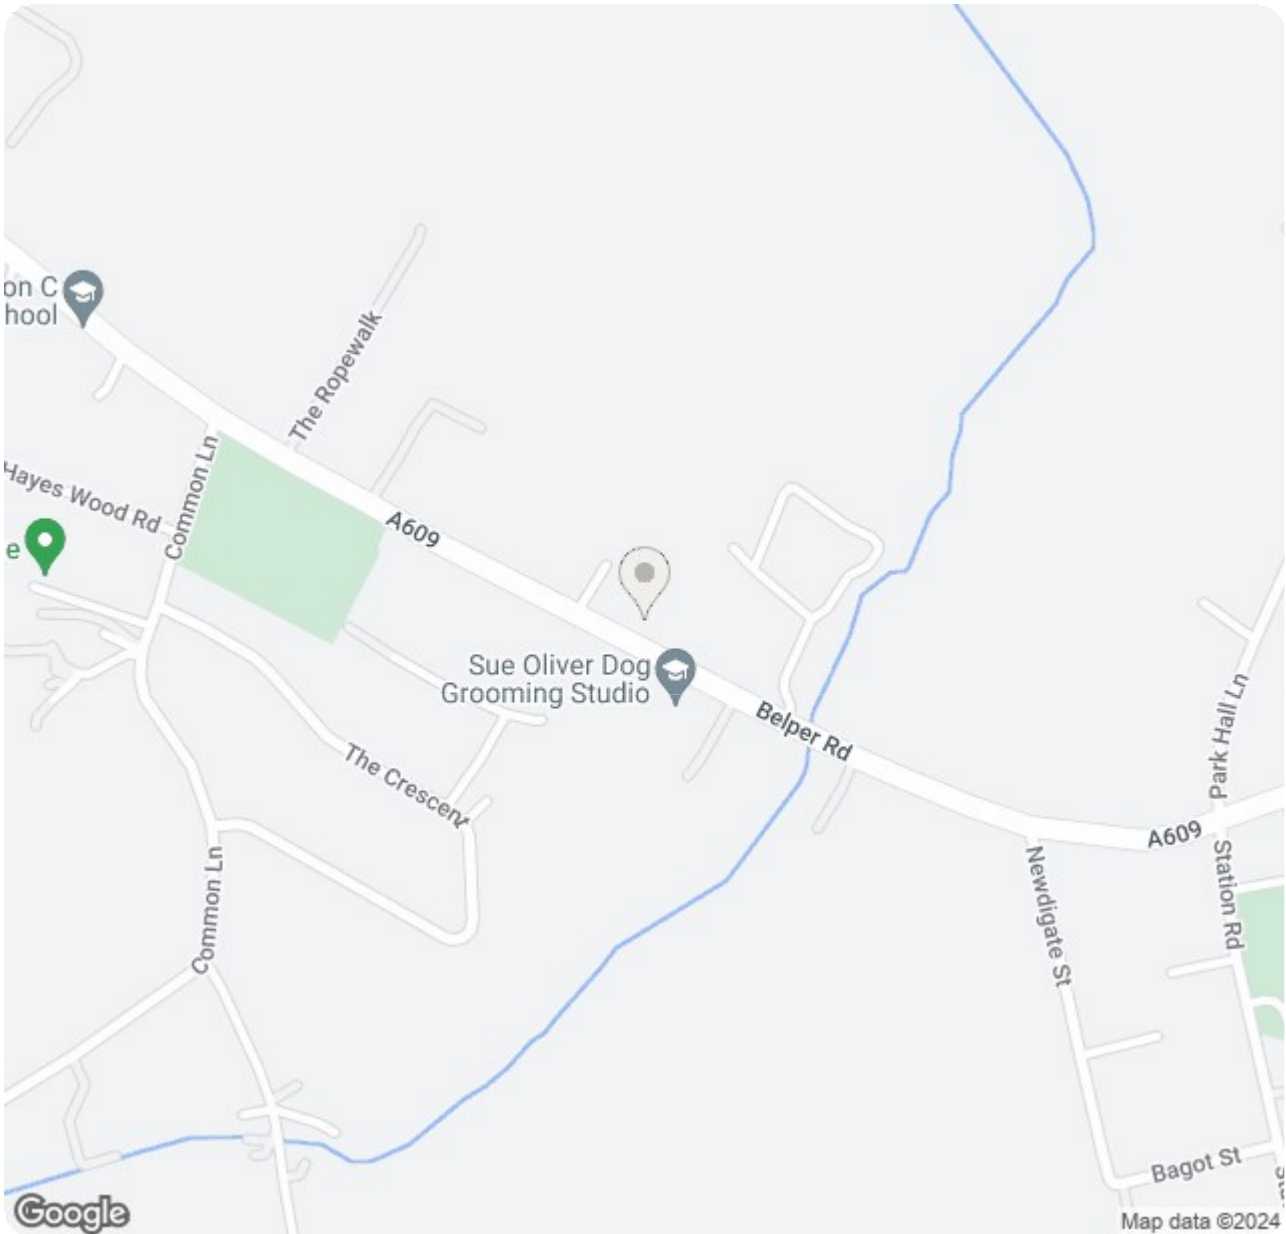 on C
hool
The Ropewalk
Common Ln
Hayes Wood Rd
e
A609
Sue Oliver Dog
Grooming Studio
Belper Rd
Park Hall Ln
The Crescent
A609
Common Ln
Newdigate St
Station Rd
Bagot St
Google
Map data ©2024